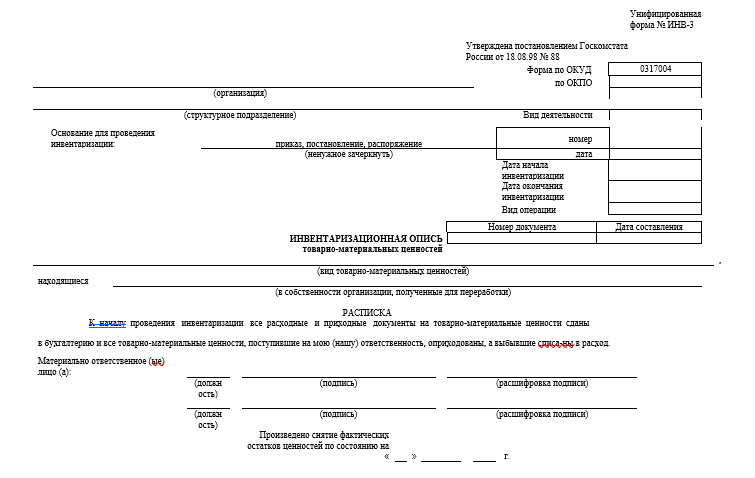 Унифицированная
форма № ИНВ-3
Утверждена постановлением Госкомстата
России от 18.08.98 № 88
Форма по ОКУД 0317004
по ОКПО
(организация)
(структурное подразделение) Вид деятельности
Основание для проведения
инвентаризации: приказ, постановление, распоряжение номер
(ненужное зачеркнуть) дата
Дата начала
инвентаризации
Дата окончания
инвентаризации
Вид операции
Номер документа Дата составления
ИНВЕНТАРИЗАЦИОННАЯ ОПИСЬ
товарно-материальных ценностей
,
(вид товарно-материальных ценностей)
находящиеся
(в собственности организации, полученные для переработки)
РАСПИСКА
К началу проведения инвентаризации все расходные и приходные документы на товарно-материальные ценности сданы
в бухгалтерию и все товарно-материальные ценности, поступившие на мою (нашу) ответственность, оприходованы, а выбывшие списа-ны в расход.
Материально ответственное (ые)
лицо (а):
(должн (подпись) (расшифровка подписи)
ость)
(должн (подпись) (расшифровка подписи)
ость)
Произведено снятие фактических
остатков ценностей по состоянию на
« __ » ________ ____ г.